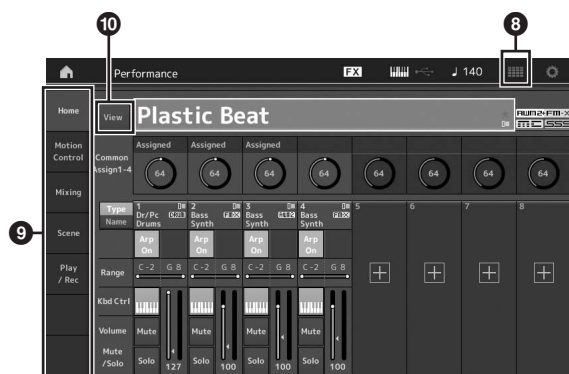 10
8
Performance
FX
♩ 140
Home
View
Plastic Beat
AWM2+FM-X
Motion
Control
Common
Assign1-4
Assigned Assigned Assigned
64 64 64 64 64 64 64 64
Mixing
Type
Name
1 2 3 4 5 6 7 8
Dr/Pc Bass Bass Bass
Drums Synth Synth Synth
Scene
Arp Arp Arp Arp
On On On On
9
Play
/ Rec
Range
C -2 G 8 C -2 G 8 C -2 G 8 C -2 G 8
Kbd Ctrl
Volume
Mute Mute Mute Mute
Mute
/Solo
Solo 127 Solo 100 Solo 100 Solo 100